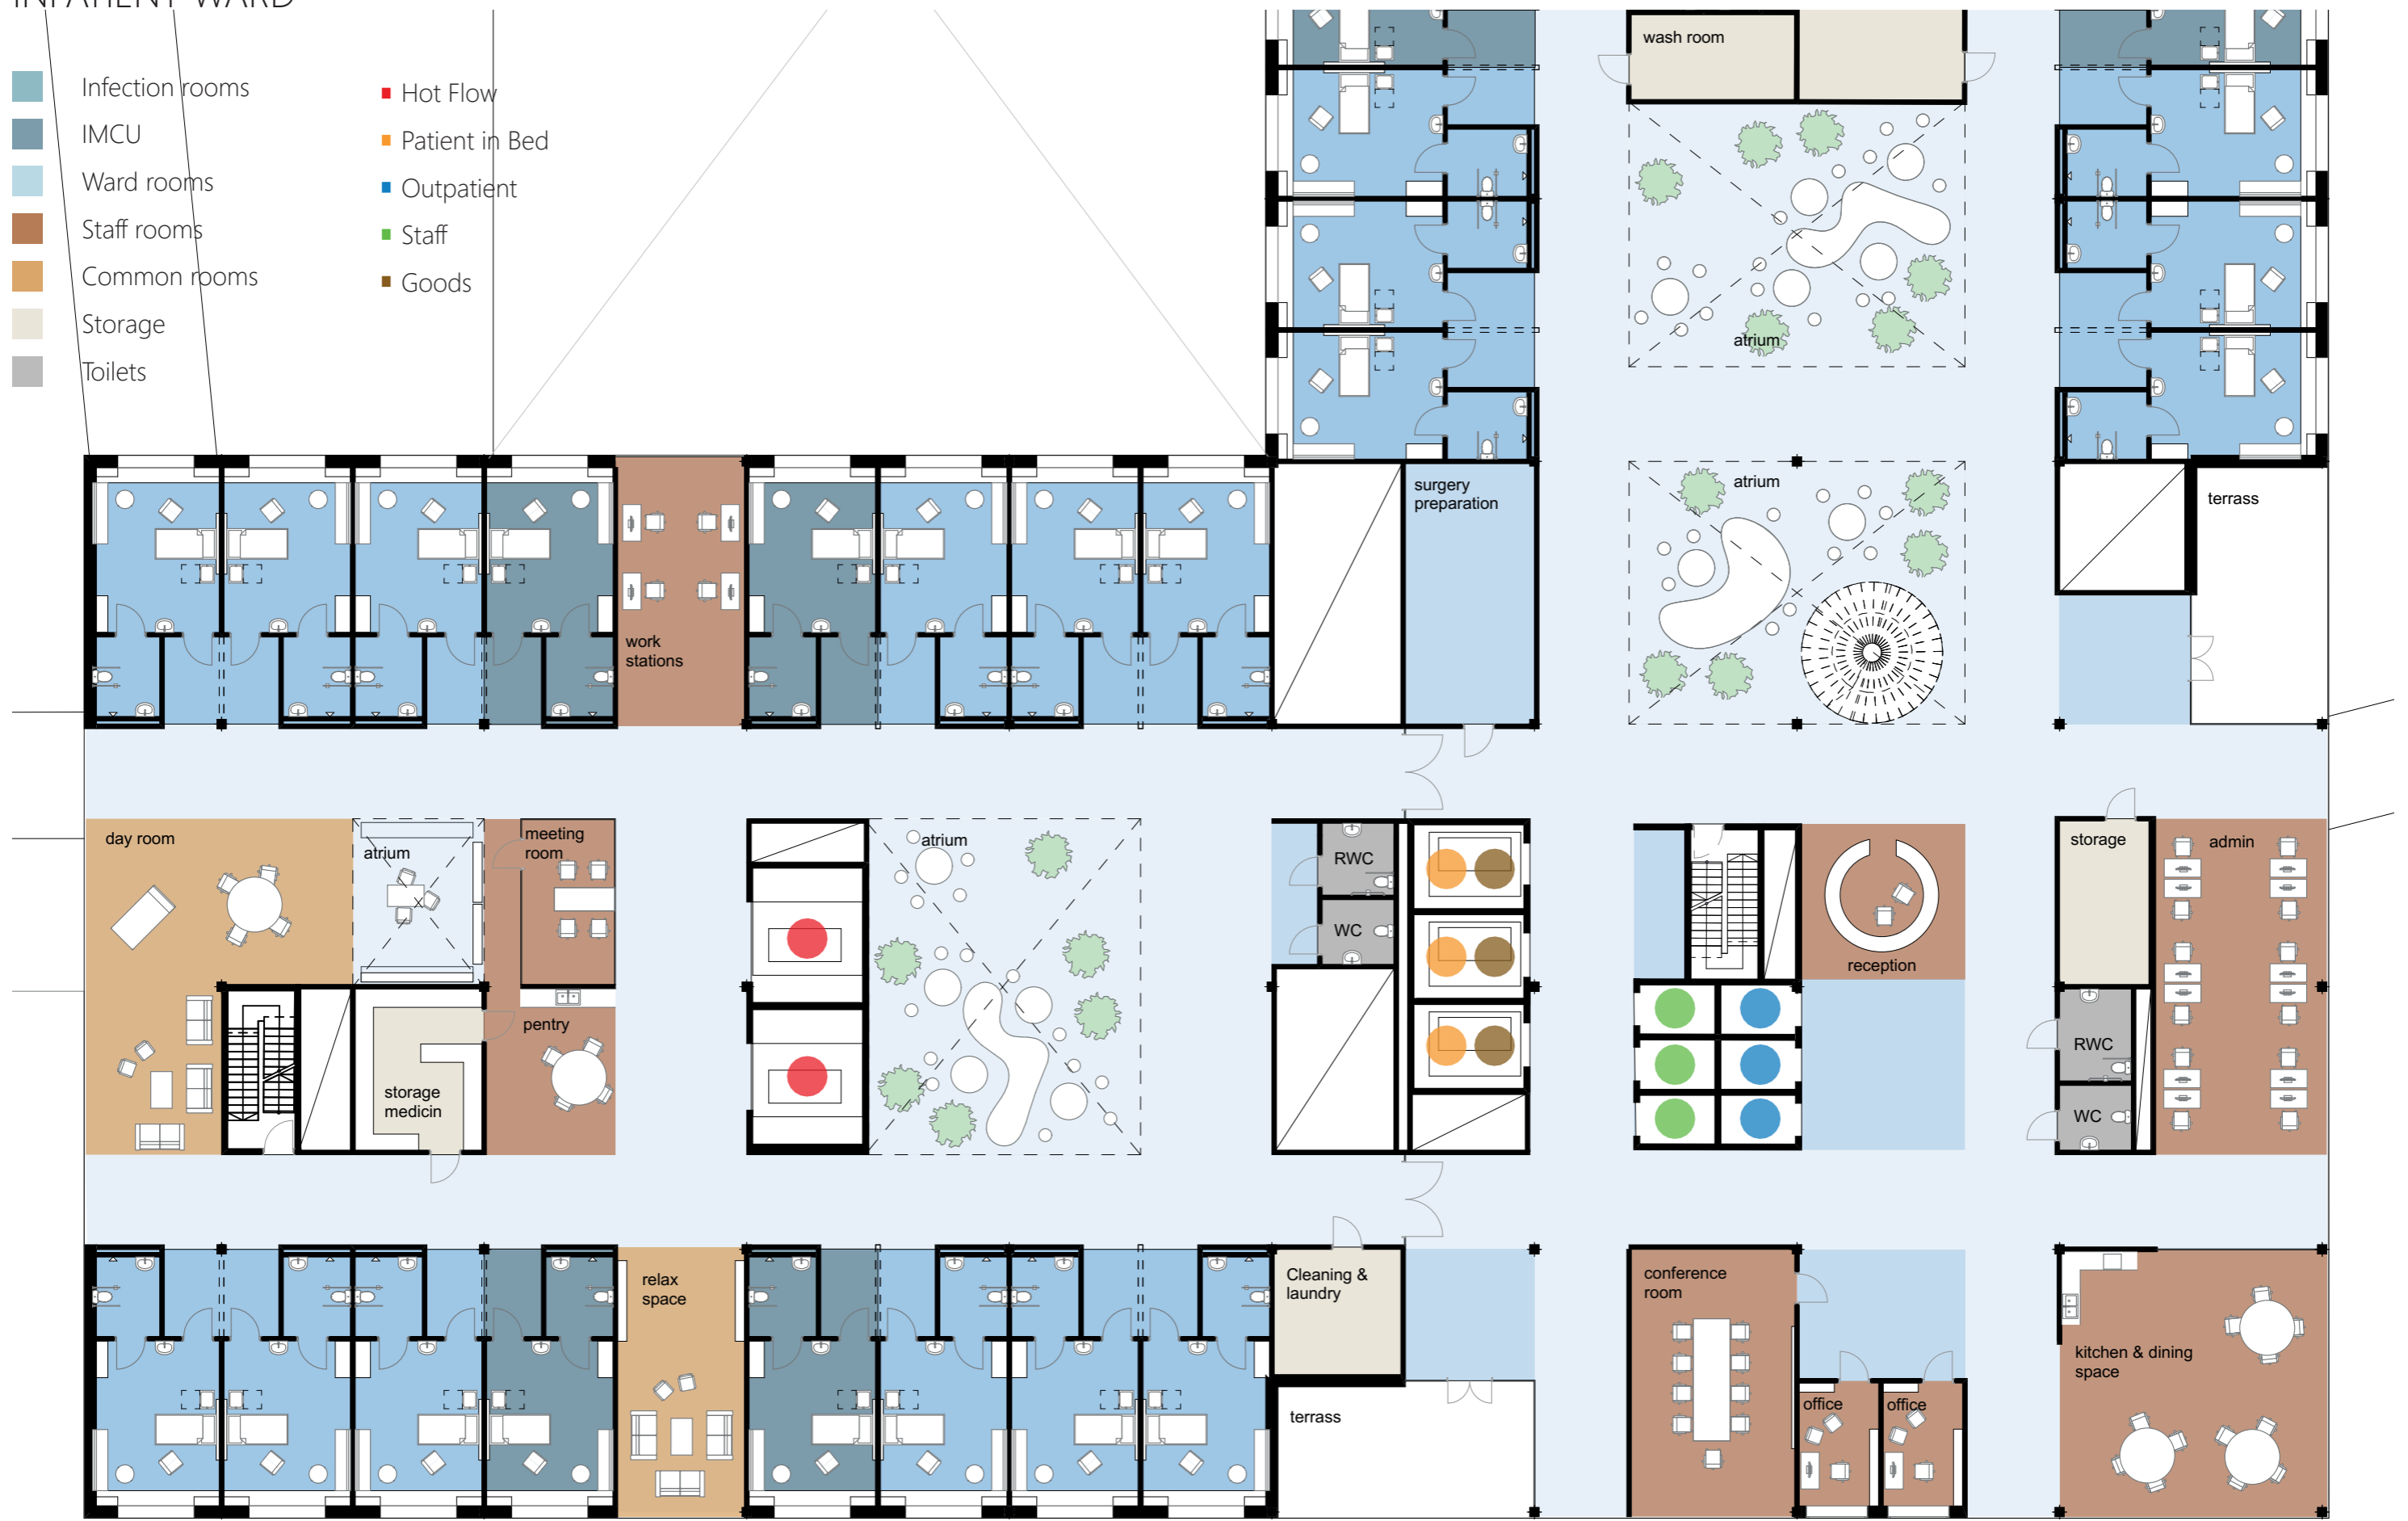 INPATIENT WARD
Infection rooms
IMCU
Ward rooms
Staff rooms
Common rooms
Storage
Toilets
Hot Flow
Patient in Bed
Outpatient
Staff
Goods
wash room
atrium
surgery
preparation
atrium
terrass
work
stations
day room
atrium
meeting
room
atrium
RWC
WC
reception
storage
admin
pentry
storage
medicin
RWC
WC
relax
space
Cleaning &
laundry
terrass
conference
room
office
office
kitchen & dining
space